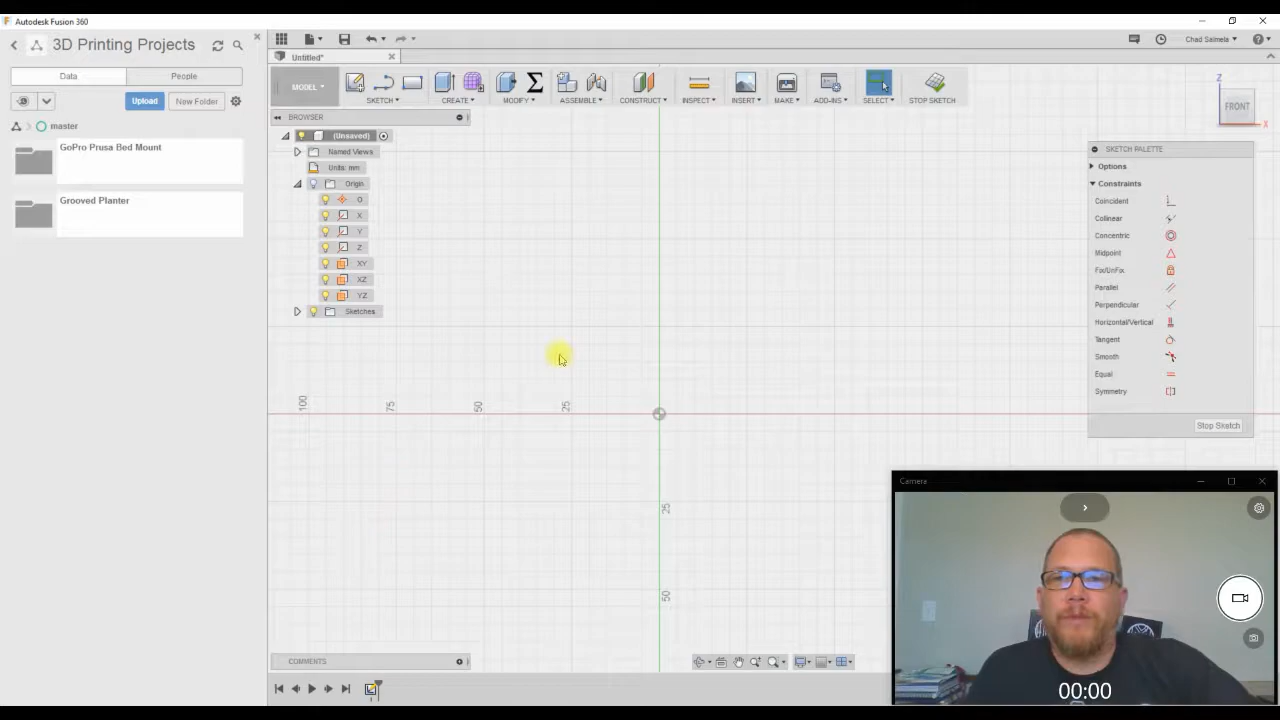 Autodesk Fusion 360
3D Printing Projects
Data
People
Upload
New Folder
master
GoPro Prusa Bed Mount
Grooved Planter
Untitled*
Chad Salmela
MODEL
SKETCH
CREATE
MODIFY
ASSEMBLE
CONSTRUCT
INSPECT
INSERT
MAKE
ADD-INS
SELECT
STOP SKETCH
BROWSER
(Unsaved)
Named Views
Units: mm
Origin
O
X
Y
Z
XY
XZ
YZ
Sketches
Z
FRONT
X
SKETCH PALETTE
Options
Constraints
Coincident
Collinear
Concentric
Midpoint
Fix/UnFix
Parallel
Perpendicular
Horizontal/Vertical
Tangent
Smooth
Equal
Symmetry
Stop Sketch
100
75
50
25
25
50
COMMENTS
Camera
00:00